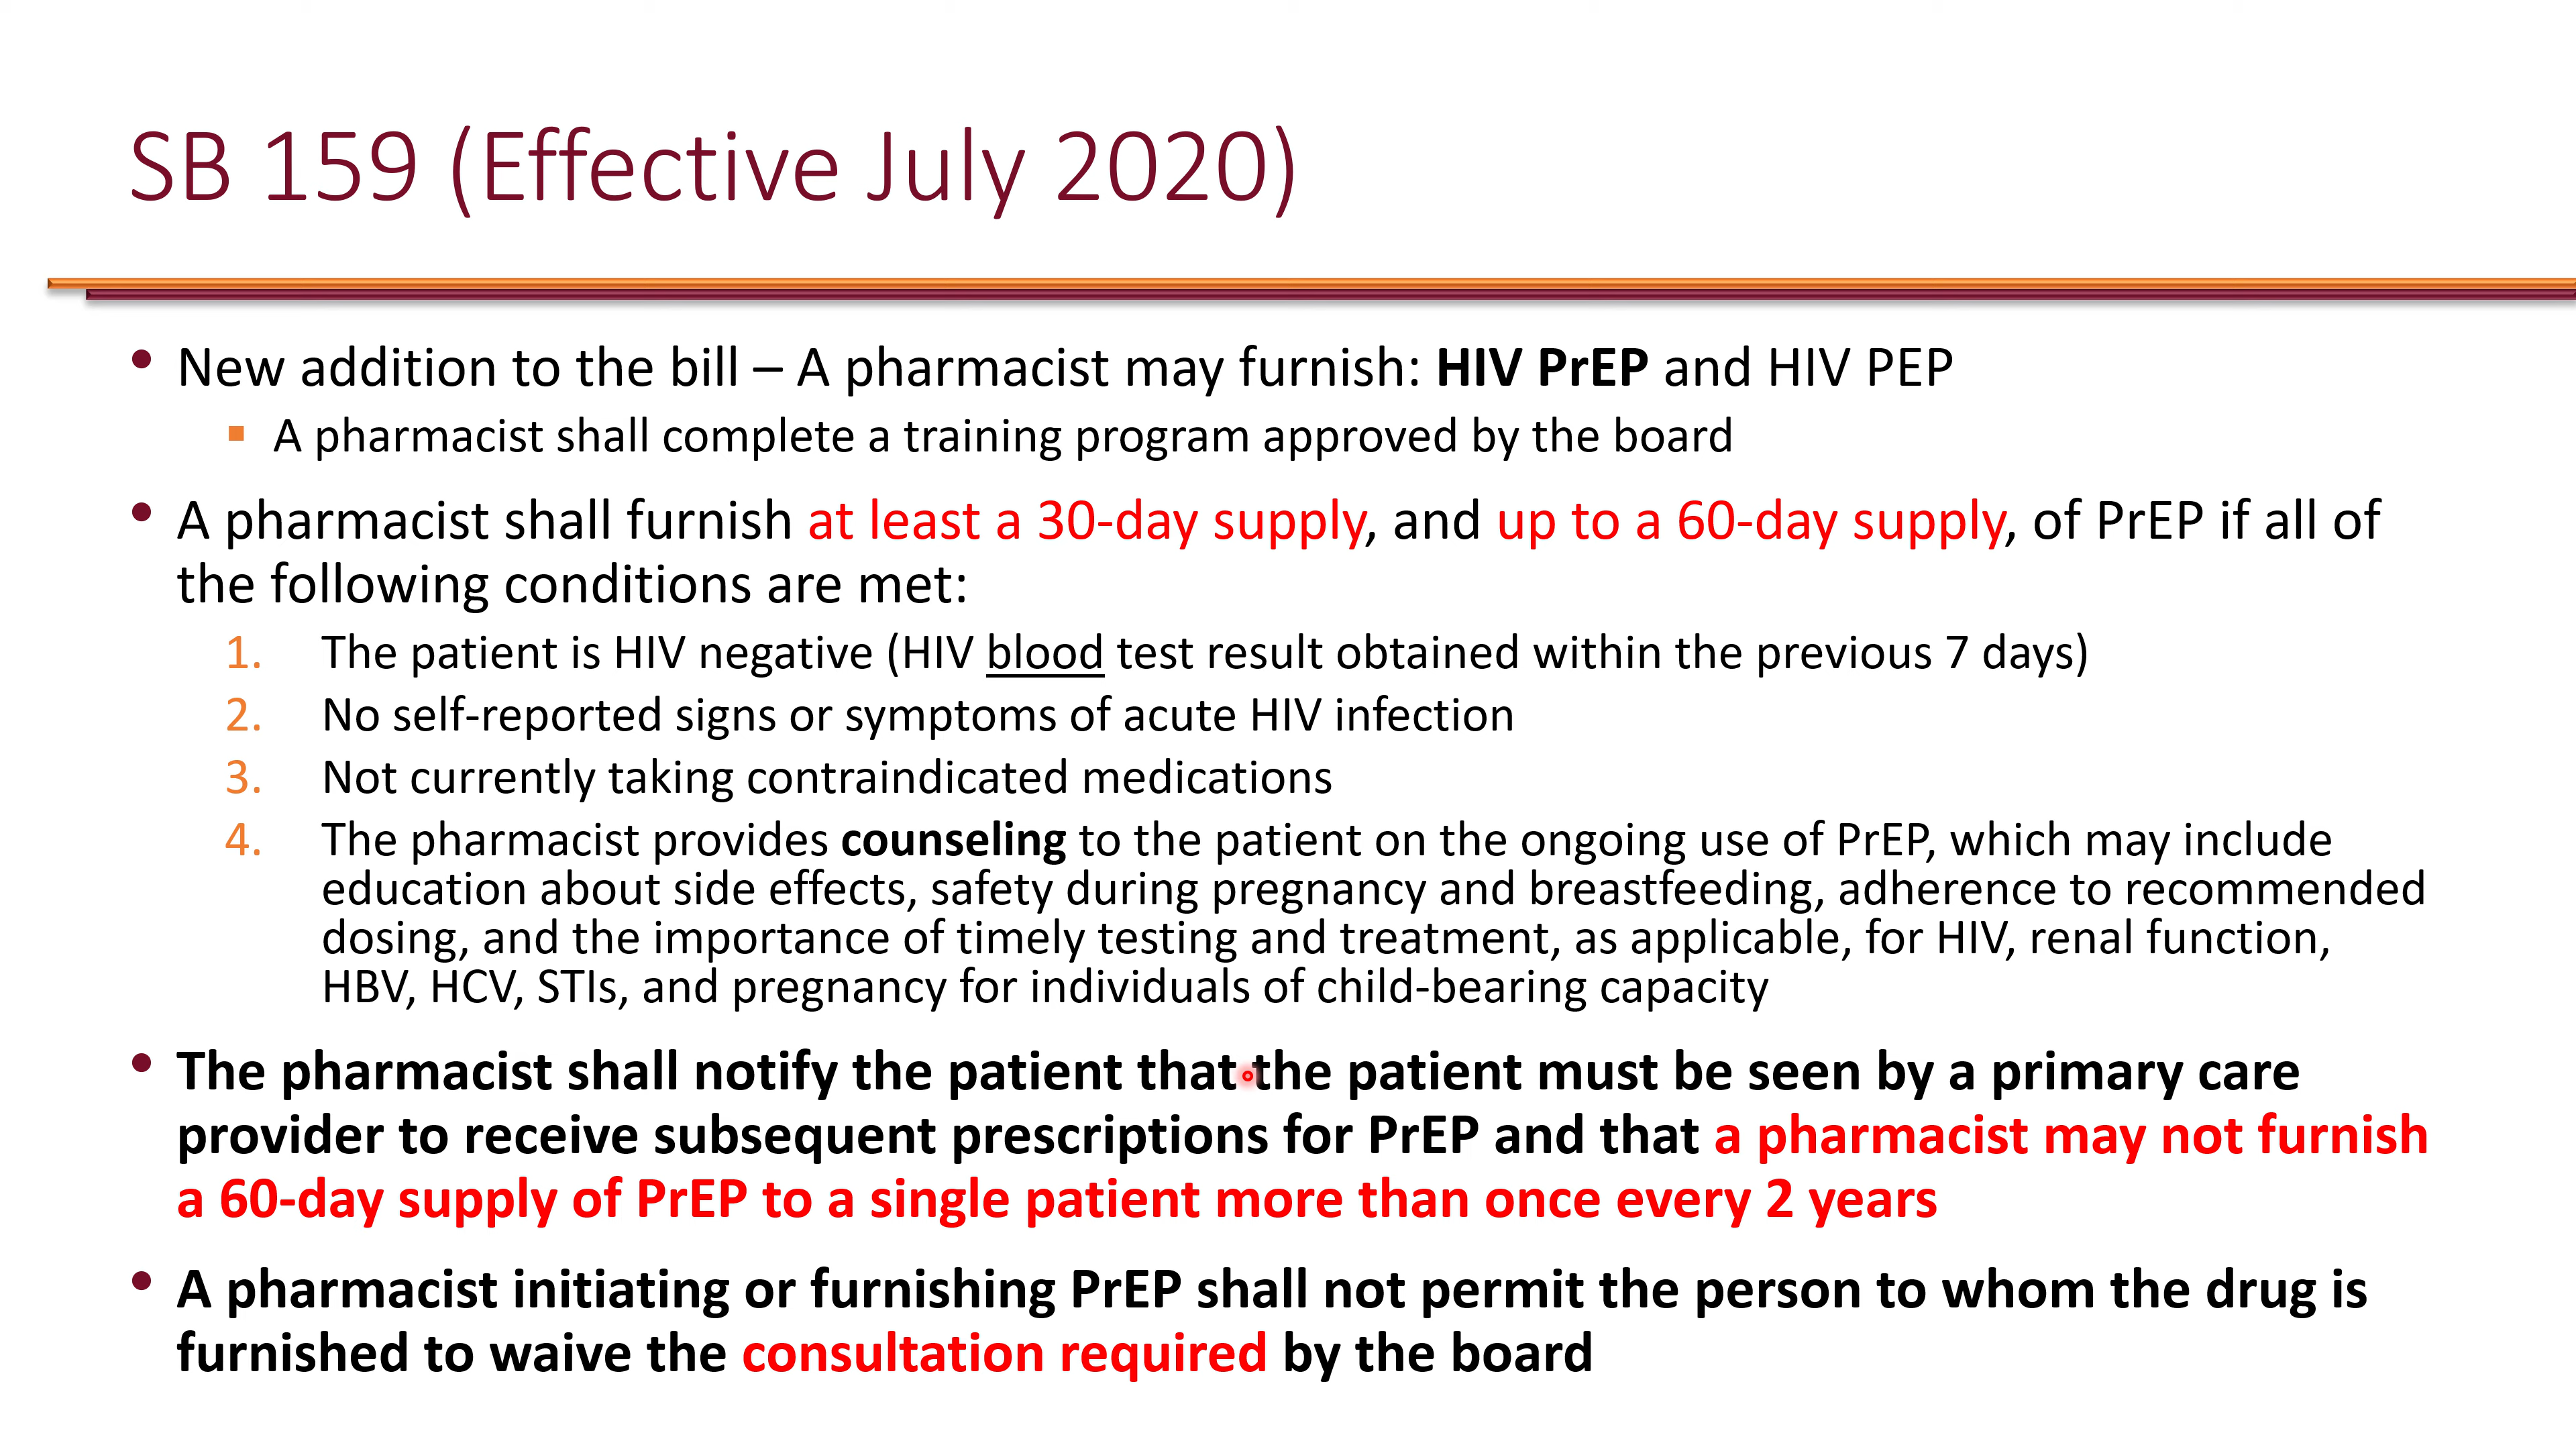 SB 159 (Effective July 2020)
• New addition to the bill – A pharmacist may furnish: HIV PrEP and HIV PEP
▪ A pharmacist shall complete a training program approved by the board
• A pharmacist shall furnish at least a 30-day supply, and up to a 60-day supply, of PrEP if all of
the following conditions are met:
1. The patient is HIV negative (HIV blood test result obtained within the previous 7 days)
2. No self-reported signs or symptoms of acute HIV infection
3. Not currently taking contraindicated medications
4. The pharmacist provides counseling to the patient on the ongoing use of PrEP, which may include
education about side effects, safety during pregnancy and breastfeeding, adherence to recommended
dosing, and the importance of timely testing and treatment, as applicable, for HIV, renal function,
HBV, HCV, STIs, and pregnancy for individuals of child-bearing capacity
• The pharmacist shall notify the patient that the patient must be seen by a primary care
provider to receive subsequent prescriptions for PrEP and that a pharmacist may not furnish
a 60-day supply of PrEP to a single patient more than once every 2 years
• A pharmacist initiating or furnishing PrEP shall not permit the person to whom the drug is
furnished to waive the consultation required by the board